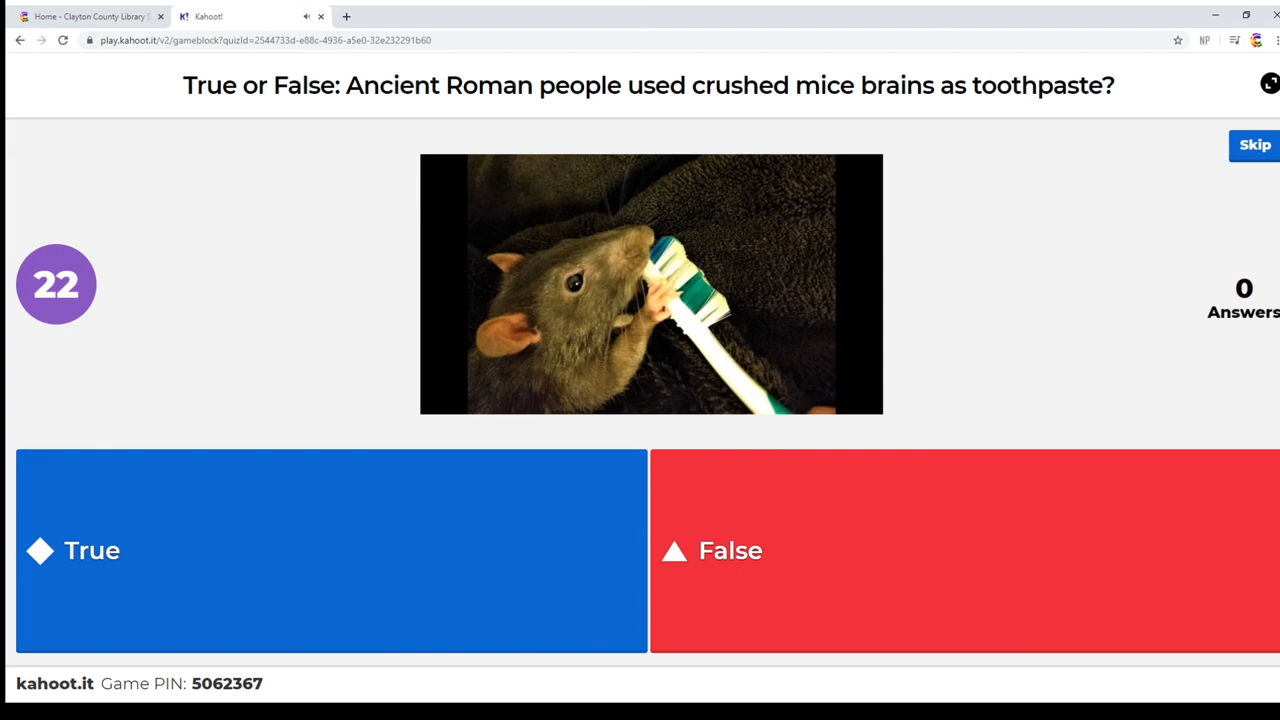 Home - Clayton County Library S
Kahoot!
play.kahoot.it/v2/gameblock?quizId=2544733d-e88c-4936-a5e0-32e232291b60
NP
True or False: Ancient Roman people used crushed mice brains as toothpaste?
Skip
22
0
Answers
True
False
kahoot.it Game PIN: 5062367